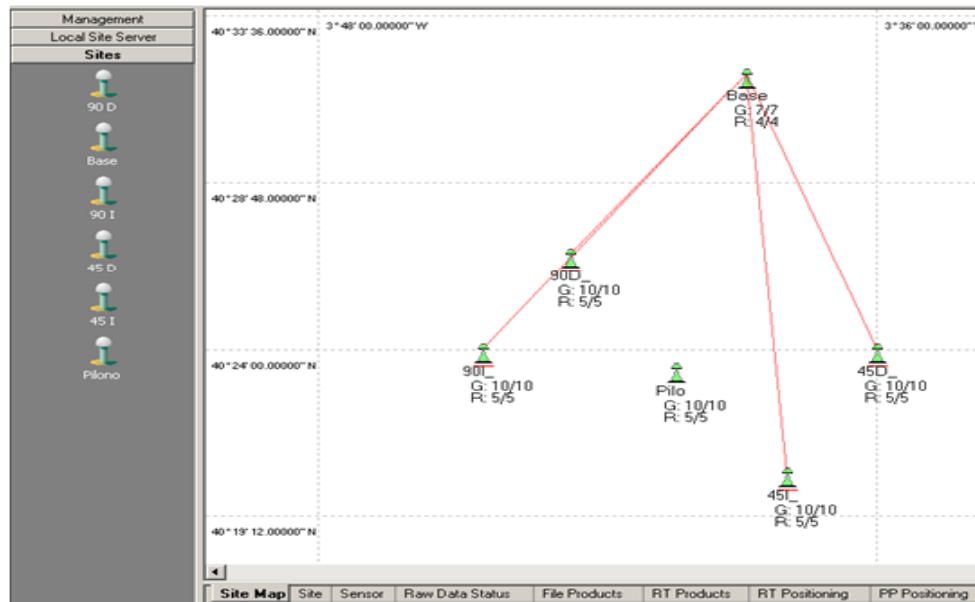 Management
Local Site Server
Sites
90 D
Base
90 I
45 D
45 I
Pilono
40° 33' 36.00000" N
3° 48' 00.00000" W
3° 36' 00.00000"
Base
G: 7/7
R: 4/4
40° 28' 48.00000" N
90D_
G: 10/10
R: 5/5
40° 24' 00.00000" N
90I_
G: 10/10
R: 5/5
Pilo
G: 10/10
R: 5/5
45D_
G: 10/10
R: 5/5
45I_
G: 10/10
R: 5/5
40° 19' 12.00000" N
Site Map Site Sensor Raw Data Status File Products RT Products RT Positioning PP Positioning